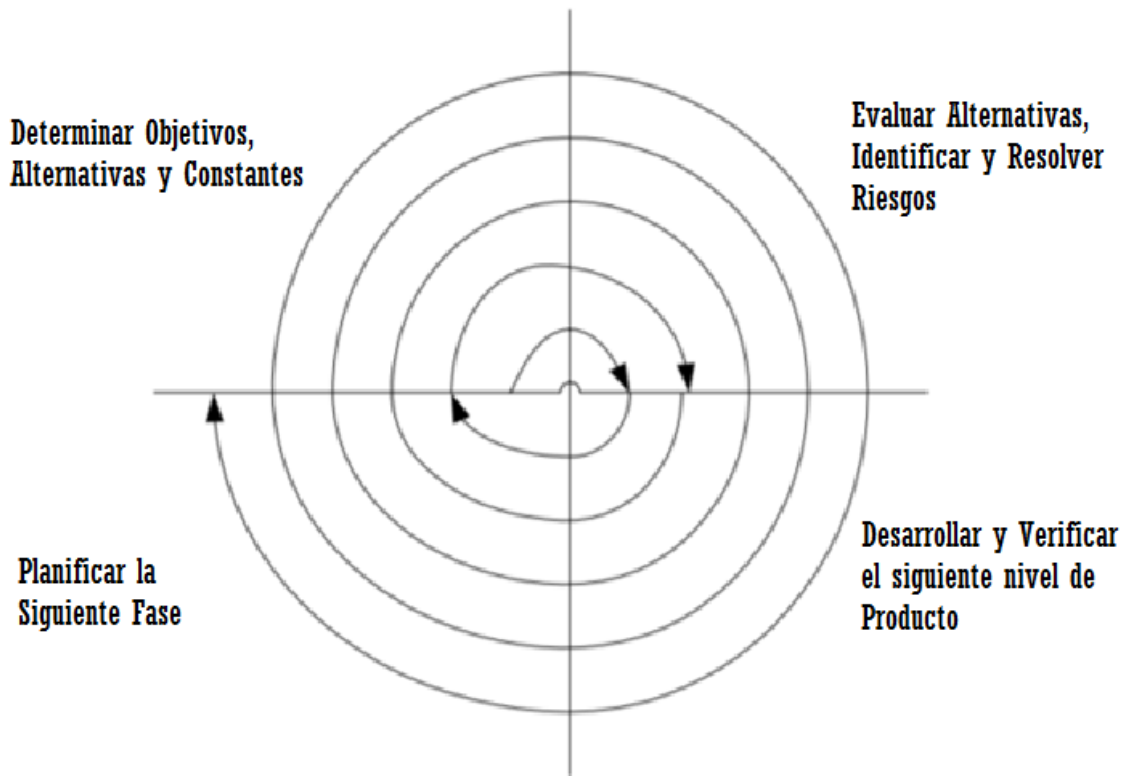 Determinar Objetivos,
Alternativas y Constantes
Evaluar Alternativas,
Identificar y Resolver
Riesgos
Planificar la
Siguiente Fase
Desarrollar y Verificar
el siguiente nivel de
Producto